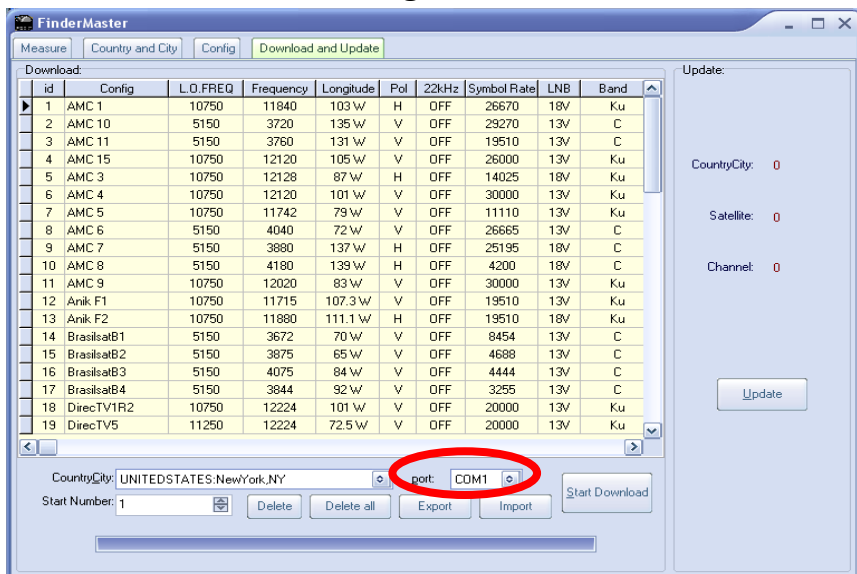 FinderMaster
Measure Country and City Config Download and Update
Download:
id Config L.O.FREQ Frequency Longitude Pol 22kHz Symbol Rate LNB Band
1 AMC 1 10750 11840 103 W H OFF 26670 18V Ku
2 AMC 10 5150 3720 135 W V OFF 29270 13V C
3 AMC 11 5150 3760 131 W V OFF 19510 13V C
4 AMC 15 10750 12120 105 W V OFF 26000 13V Ku
5 AMC 3 10750 12128 87 W H OFF 14025 18V Ku
6 AMC 4 10750 12120 101 W V OFF 30000 13V Ku
7 AMC 5 10750 11742 79 W V OFF 11110 13V Ku
8 AMC 6 5150 4040 72 W V OFF 26665 13V C
9 AMC 7 5150 3880 137 W H OFF 25195 18V C
10 AMC 8 5150 4180 139 W H OFF 4200 18V C
11 AMC 9 10750 12020 83 W V OFF 30000 13V Ku
12 Anik F1 10750 11715 107.3 W V OFF 19510 13V Ku
13 Anik F2 10750 11880 111.1 W H OFF 19510 18V Ku
14 BrasilsatB1 5150 3672 70 W V OFF 8454 13V C
15 BrasilsatB2 5150 3875 65 W V OFF 4688 13V C
16 BrasilsatB3 5150 4075 84 W V OFF 4444 13V C
17 BrasilsatB4 5150 3844 92 W V OFF 3255 13V C
18 DirecTV1R2 10750 12224 101 W V OFF 20000 13V Ku
19 DirecTV5 11250 12224 72.5 W V OFF 20000 13V Ku
CountryCity: UNITEDSTATES:NewYork,NY port: COM1
Start Number: 1 Delete Delete all Export Import Start Download
Update:
CountryCity: 0
Satellite: 0
Channel: 0
Update